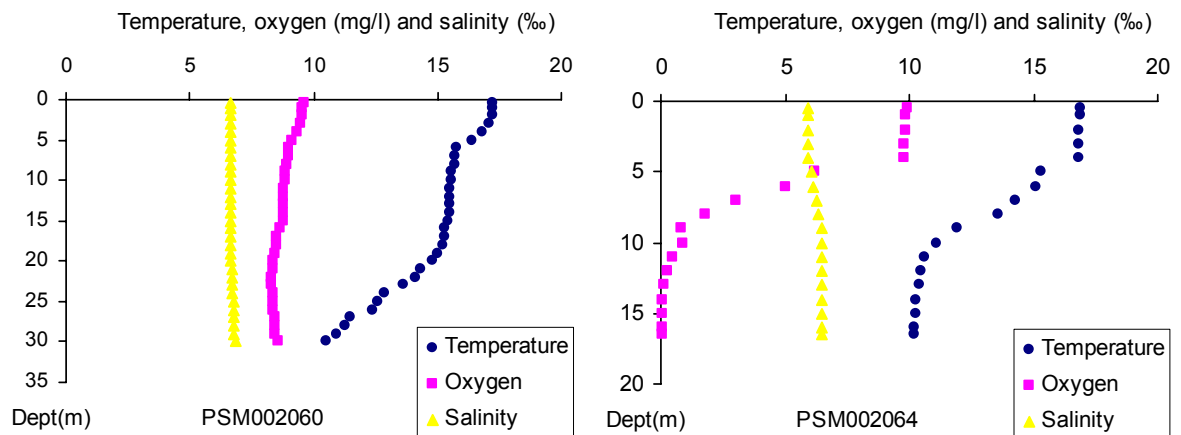 Temperature, oxygen (mg/l) and salinity (‰)
0 5 10 15 20
0
5
10
15
20
25
30
35
Temperature
Oxygen
Salinity
Dept(m) PSM002060
Temperature, oxygen (mg/l) and salinity (‰)
0 5 10 15 20
0
5
10
15
20
Temperature
Oxygen
Salinity
Dept(m) PSM002064